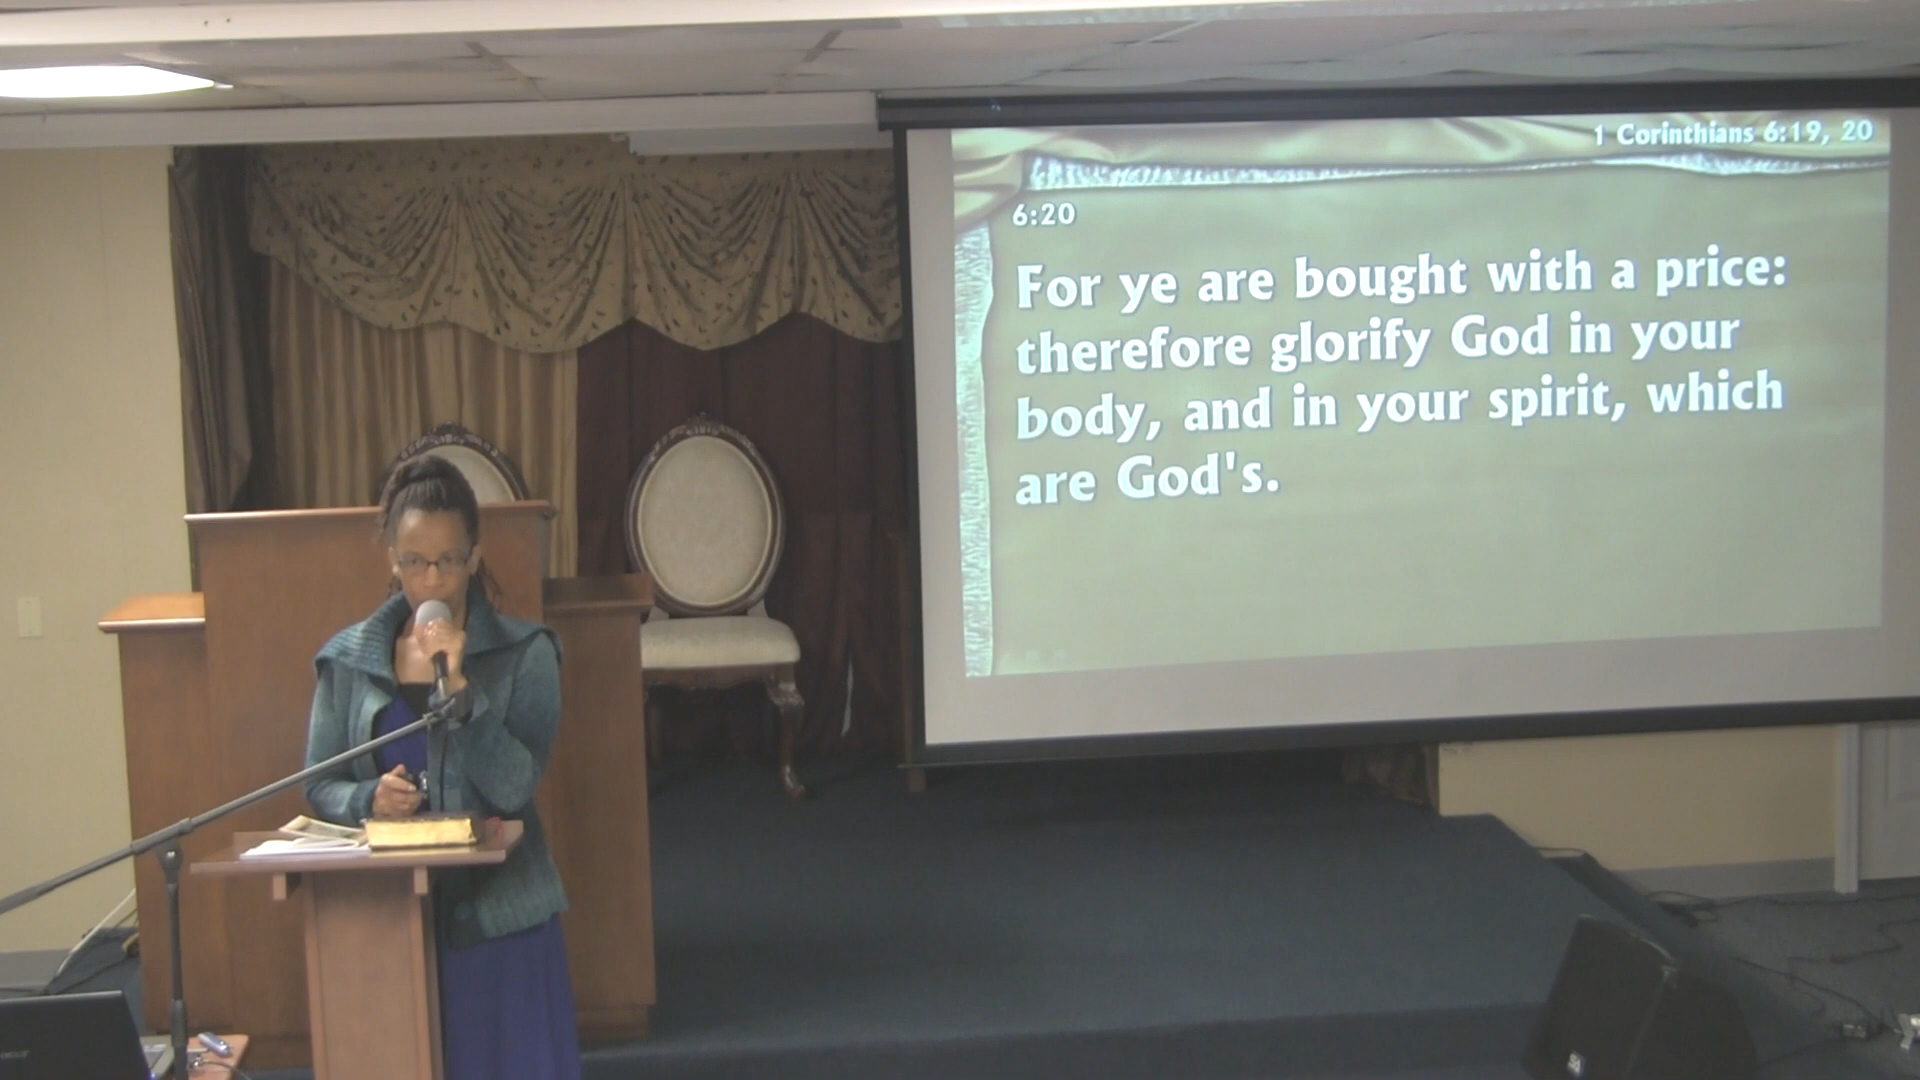 1 Corinthians 6:19, 20
6:20
For ye are bought with a price:
therefore glorify God in your
body, and in your spirit, which
are God's.
acer